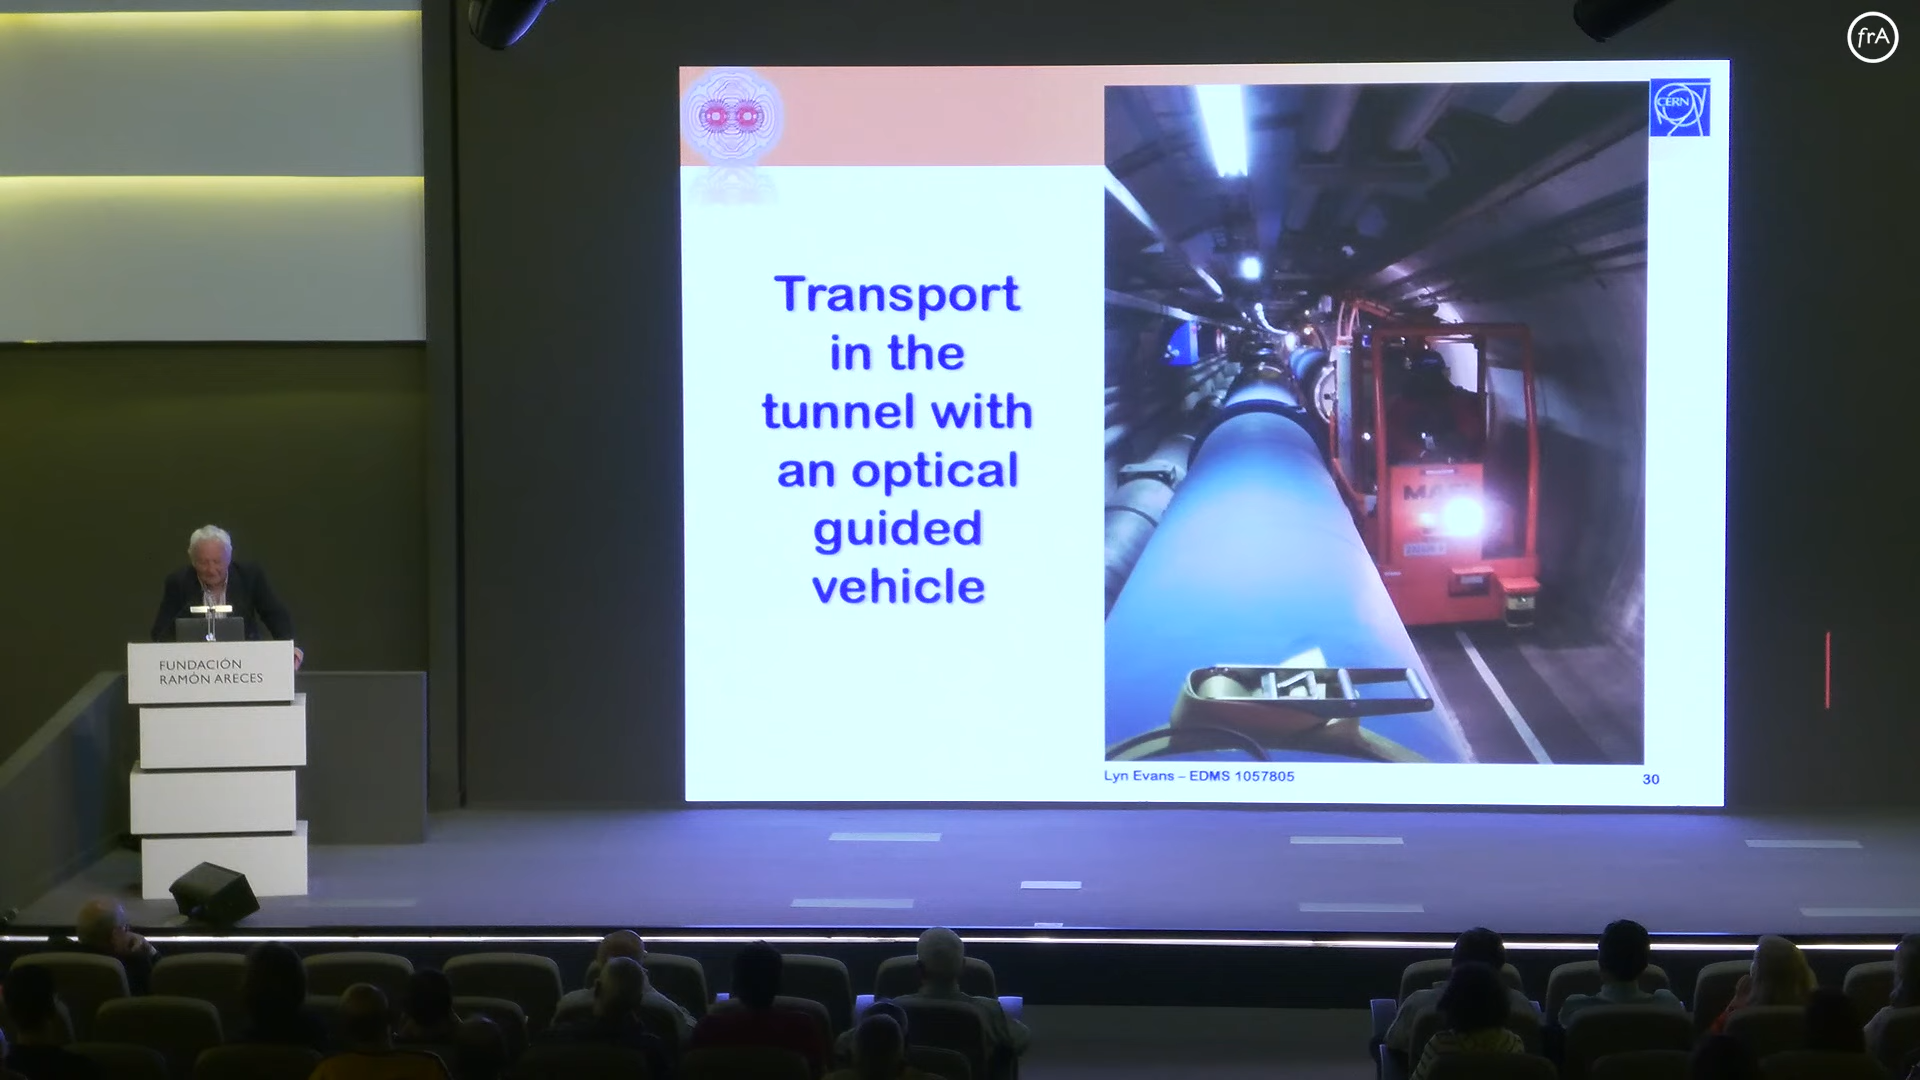 frA
CERN
Transport
in the
tunnel with
an optical
guided
vehicle
Lyn Evans – EDMS 1057805
30
FUNDACIÓN
RAMÓN ARECES